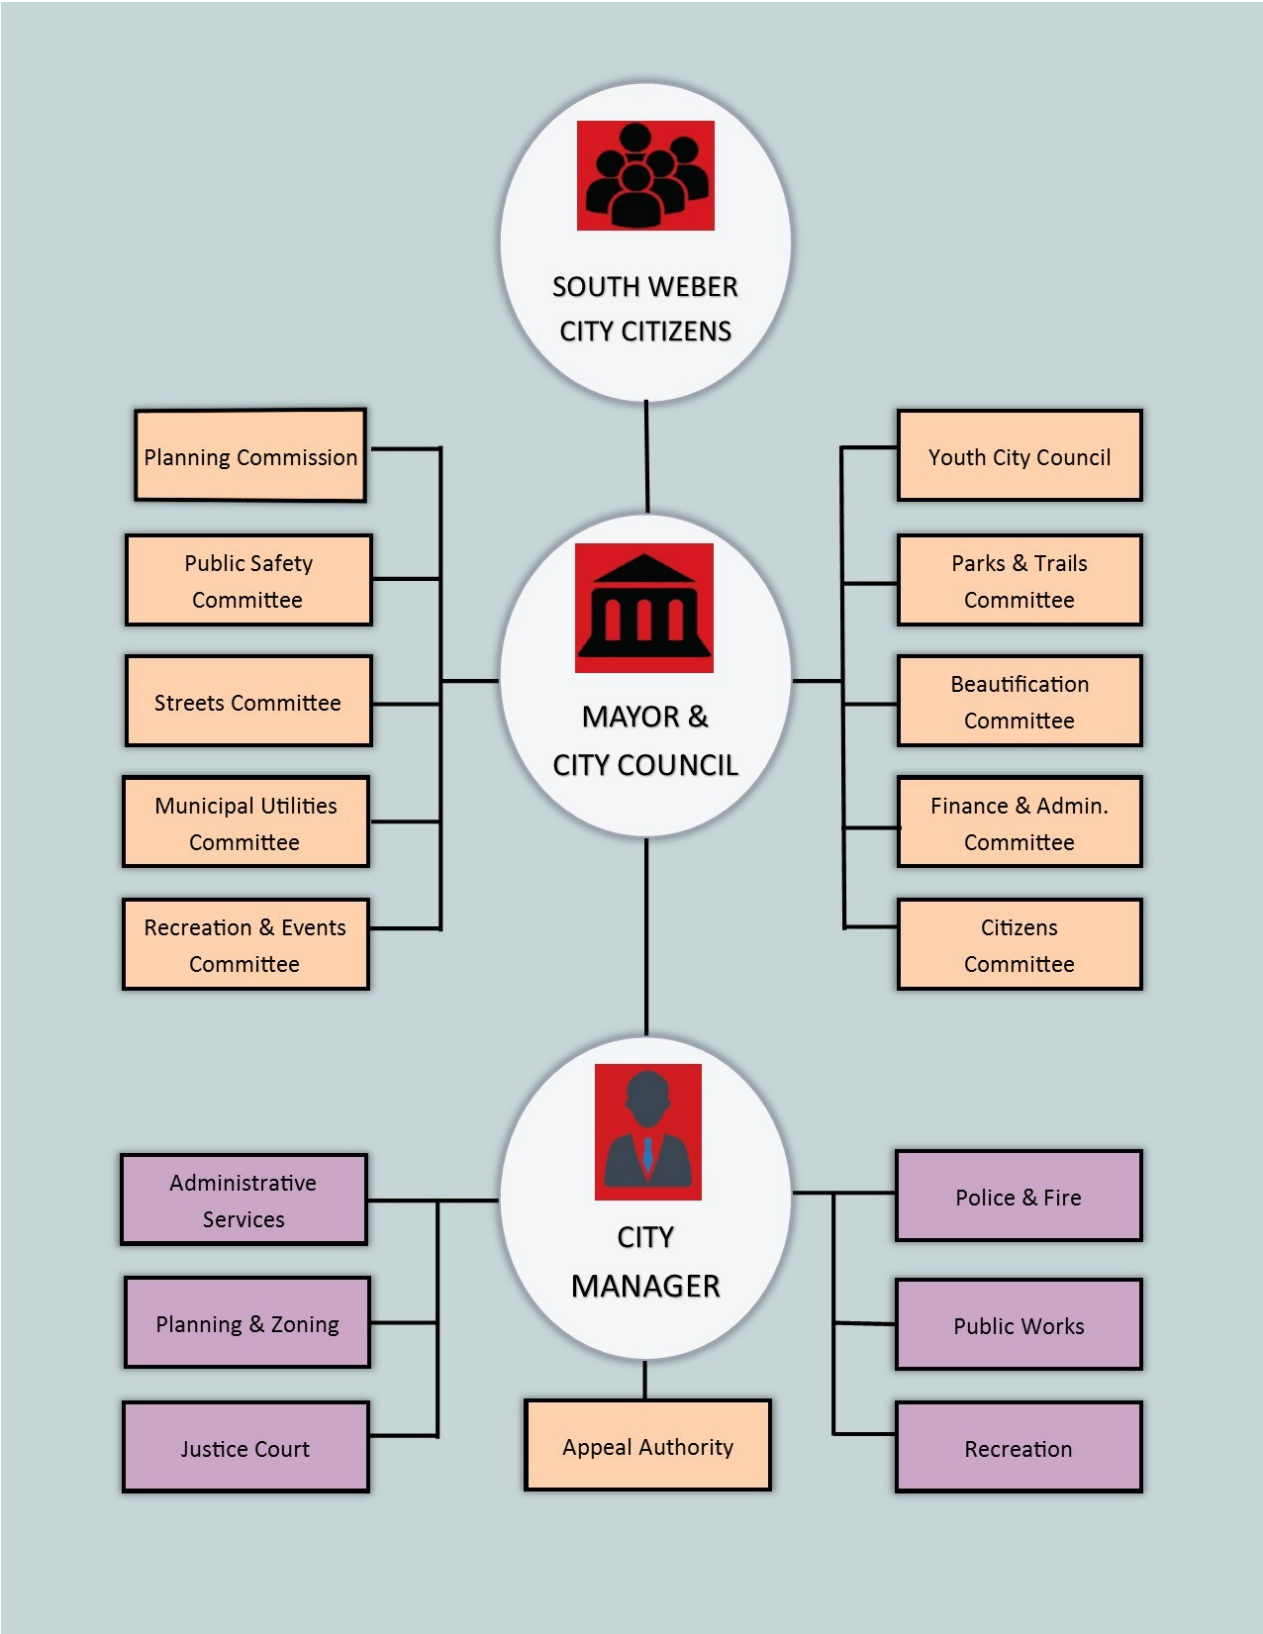 SOUTH WEBER
CITY CITIZENS
Planning Commission
Public Safety
Committee
Streets Committee
Municipal Utilities
Committee
Recreation & Events
Committee
MAYOR &
CITY COUNCIL
Youth City Council
Parks & Trails
Committee
Beautification
Committee
Finance & Admin.
Committee
Citizens
Committee
Administrative
Services
Planning & Zoning
Justice Court
CITY
MANAGER
Appeal Authority
Police & Fire
Public Works
Recreation